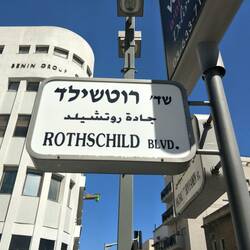 BENIN GROUP
שד' רוטשילד
جادة روتشيلد
ROTHSCHILD BLVD.